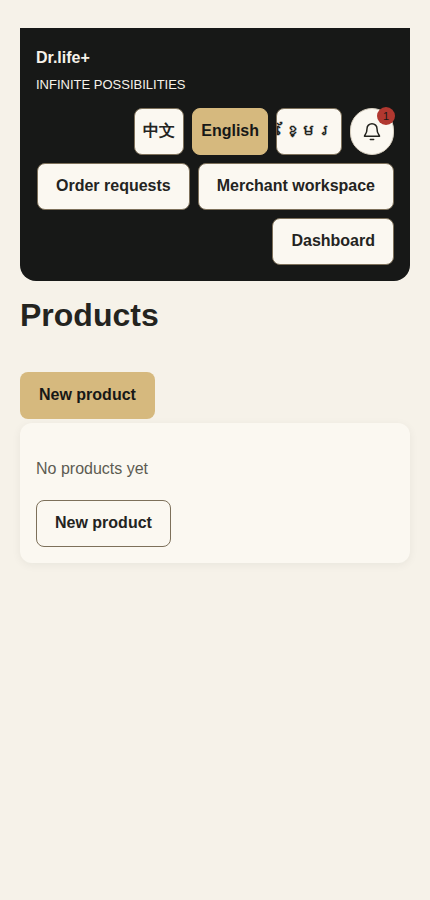 Dr.life+
INFINITE POSSIBILITIES
中文 English ខ្មែរ 1
Order requests Merchant workspace
Dashboard
Products
New product
No products yet
New product